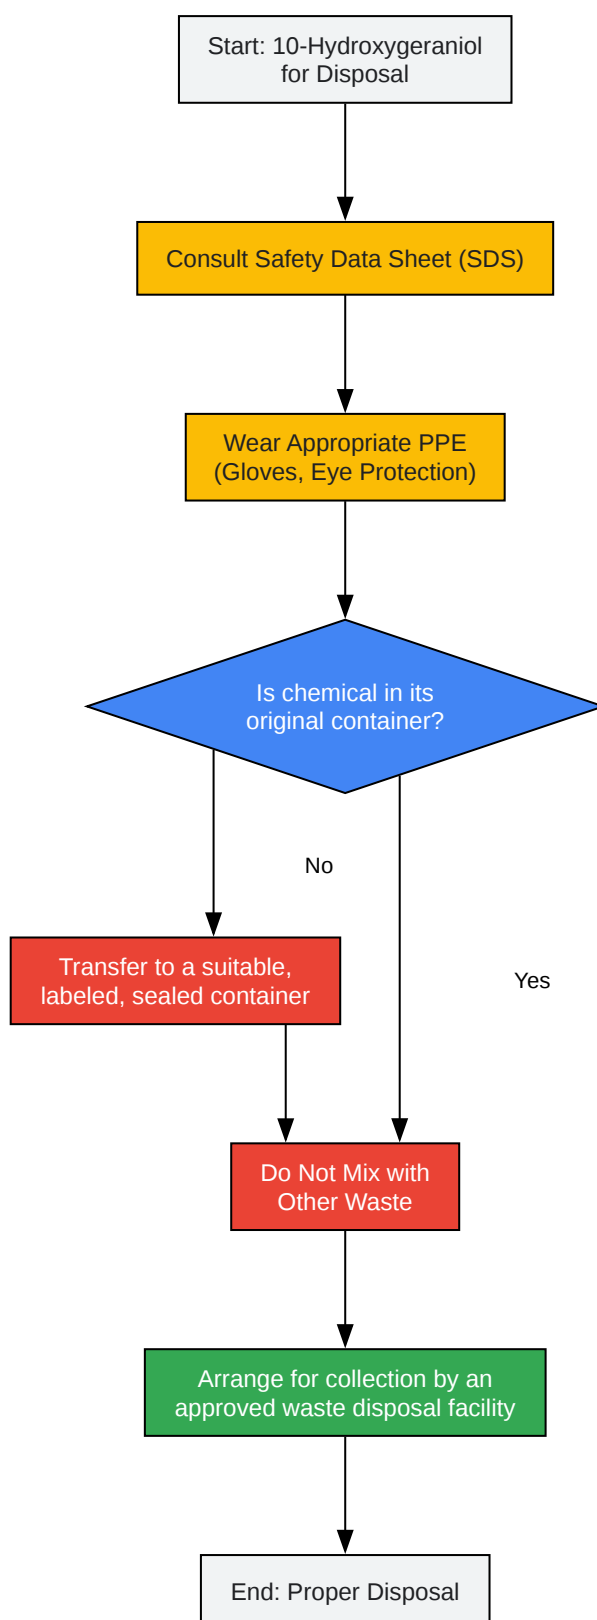 Start: 10-Hydroxygeraniol
for Disposal
Consult Safety Data Sheet (SDS)
Wear Appropriate PPE
(Gloves, Eye Protection)
Is chemical in its
original container?
No
Transfer to a suitable,
labeled, sealed container
Yes
Do Not Mix with
Other Waste
Arrange for collection by an
approved waste disposal facility
End: Proper Disposal